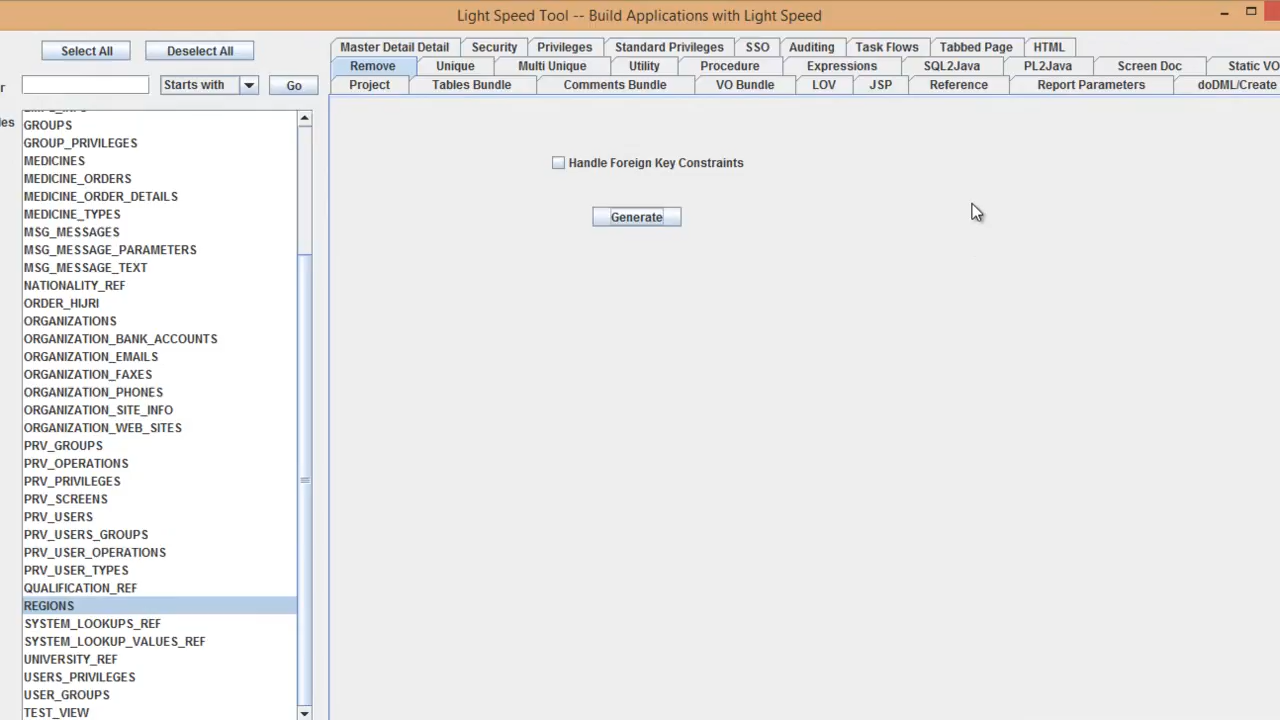 Light Speed Tool -- Build Applications with Light Speed
Select All Deselect All
r Starts with Go
les
GROUPS
GROUP_PRIVILEGES
MEDICINES
MEDICINE_ORDERS
MEDICINE_ORDER_DETAILS
MEDICINE_TYPES
MSG_MESSAGES
MSG_MESSAGE_PARAMETERS
MSG_MESSAGE_TEXT
NATIONALITY_REF
ORDER_HIJRI
ORGANIZATIONS
ORGANIZATION_BANK_ACCOUNTS
ORGANIZATION_EMAILS
ORGANIZATION_FAXES
ORGANIZATION_PHONES
ORGANIZATION_SITE_INFO
ORGANIZATION_WEB_SITES
PRV_GROUPS
PRV_OPERATIONS
PRV_PRIVILEGES
PRV_SCREENS
PRV_USERS
PRV_USERS_GROUPS
PRV_USER_OPERATIONS
PRV_USER_TYPES
QUALIFICATION_REF
REGIONS
SYSTEM_LOOKUPS_REF
SYSTEM_LOOKUP_VALUES_REF
UNIVERSITY_REF
USERS_PRIVILEGES
USER_GROUPS
TEST_VIEW
Master Detail Detail Security Privileges Standard Privileges SSO Auditing Task Flows Tabbed Page HTML
Remove Unique Multi Unique Utility Procedure Expressions SQL2Java PL2Java Screen Doc Static VO
Project Tables Bundle Comments Bundle VO Bundle LOV JSP Reference Report Parameters doDML/Create
Handle Foreign Key Constraints
Generate